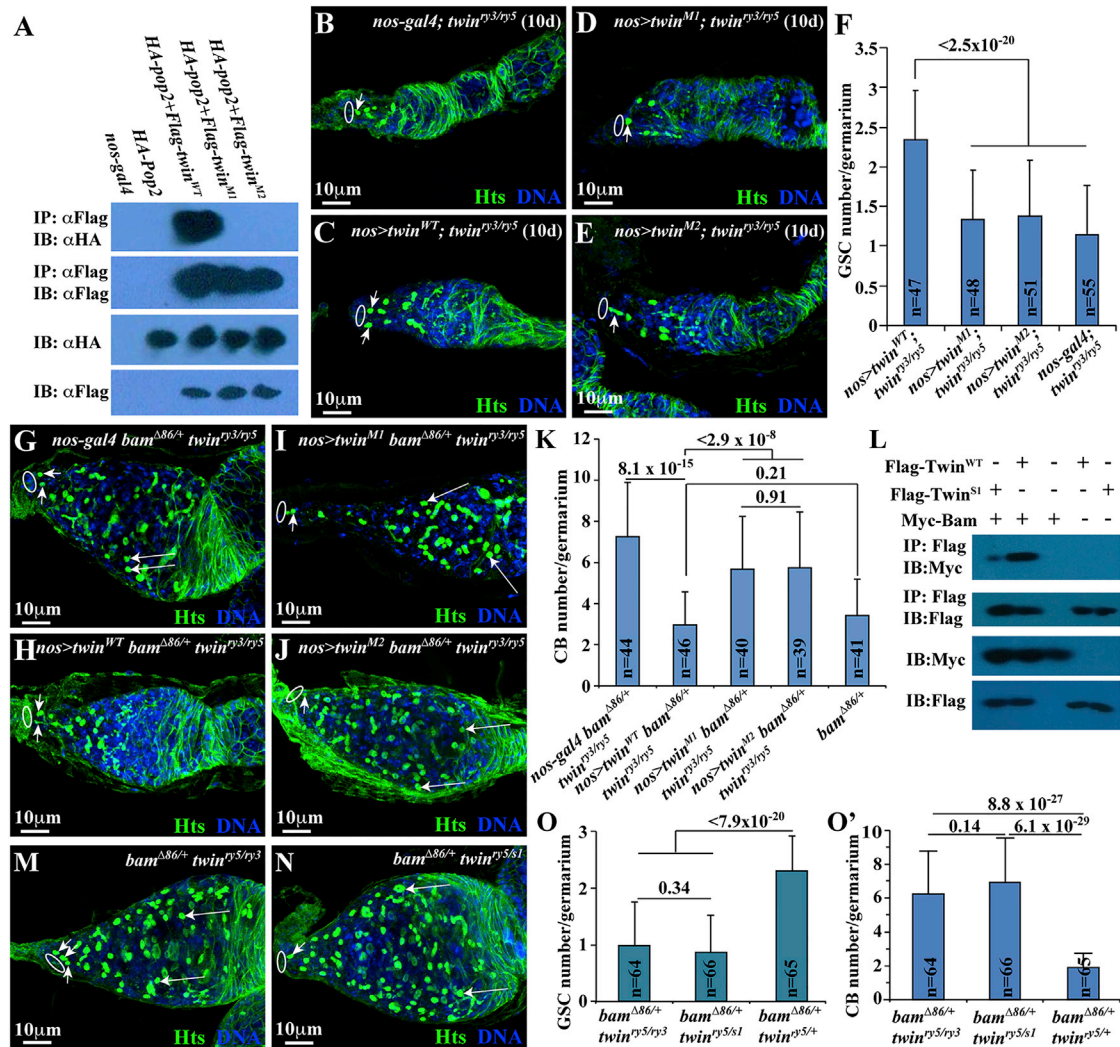 A
nos-gal4
HA-Pop2
HA-pop2+Flag-twinWT
HA-pop2+Flag-twinM1
HA-pop2+Flag-twinM2
IP: αFlag
IB: αHA
IP: αFlag
IB: αFlag
IB: αHA
IB: αFlag
B
nos-gal4; twinry3/ry5 (10d)
10μm
Hts DNA
D
nos>twinM1; twinry3/ry5 (10d)
10μm
Hts DNA
C
nos>twinWT; twinry3/ry5 (10d)
10μm
Hts DNA
E
nos>twinM2; twinry3/ry5 (10d)
10μm
Hts DNA
F
<2.5x10-20
GSC number/germarium
3.5
3
2.5
2
1.5
1
0.5
0
n=47
n=48
n=51
n=55
nos>twinWT;
twinry3/ry5
nos>twinM1;
twinry3/ry5
nos>twinM2;
twinry3/ry5
nos-gal4;
twinry3/ry5
G
nos-gal4 bamΔ86/+ twinry3/ry5
10μm
Hts DNA
I
nos>twinM1 bamΔ86/+ twinry3/ry5
10μm
Hts DNA
H
nos>twinWT bamΔ86/+ twinry3/ry5
10μm
Hts DNA
J
nos>twinM2 bamΔ86/+ twinry3/ry5
10μm
Hts DNA
K
<2.9 x 10-8
8.1 x 10-15
0.21
0.91
CB number/germarium
12
10
8
6
4
2
0
n=44
n=46
n=40
n=39
n=41
nos-gal4 bamΔ86/+
twinry3/ry5
nos>twinWT bamΔ86/+
twinry3/ry5
nos>twinM1 bamΔ86/+
twinry3/ry5
nos>twinM2 bamΔ86/+
twinry3/ry5
bamΔ86/+
L
Flag-TwinWT - + - + -
Flag-TwinS1 + - - - +
Myc-Bam + + + - -
IP: Flag
IB:Myc
IP: Flag
IB:Flag
IB:Myc
IB:Flag
M
bamΔ86/+ twinry5/ry3
10μm
Hts DNA
N
bamΔ86/+ twinry5/s1
10μm
Hts DNA
O
<7.9x10-20
0.34
GSC number/germarium
3
2
1
0
n=64
n=66
n=65
bamΔ86/+
twinry5/ry3
bamΔ86/+
twinry5/s1
bamΔ86/+
twinry5/+
O'
8.8 x 10-27
0.14
6.1 x 10-29
CB number/germarium
10
8
6
4
2
0
n=64
n=66
n=65
bamΔ86/+
twinry5/ry3
bamΔ86/+
twinry5/s1
bamΔ86/+
twinry5/+